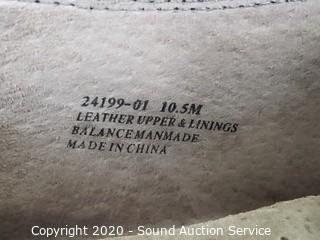 24199-01 10.5M
LEATHER UPPER & LININGS
BALANCE MANMADE
MADE IN CHINA
Copyright 2020 - Sound Auction Service